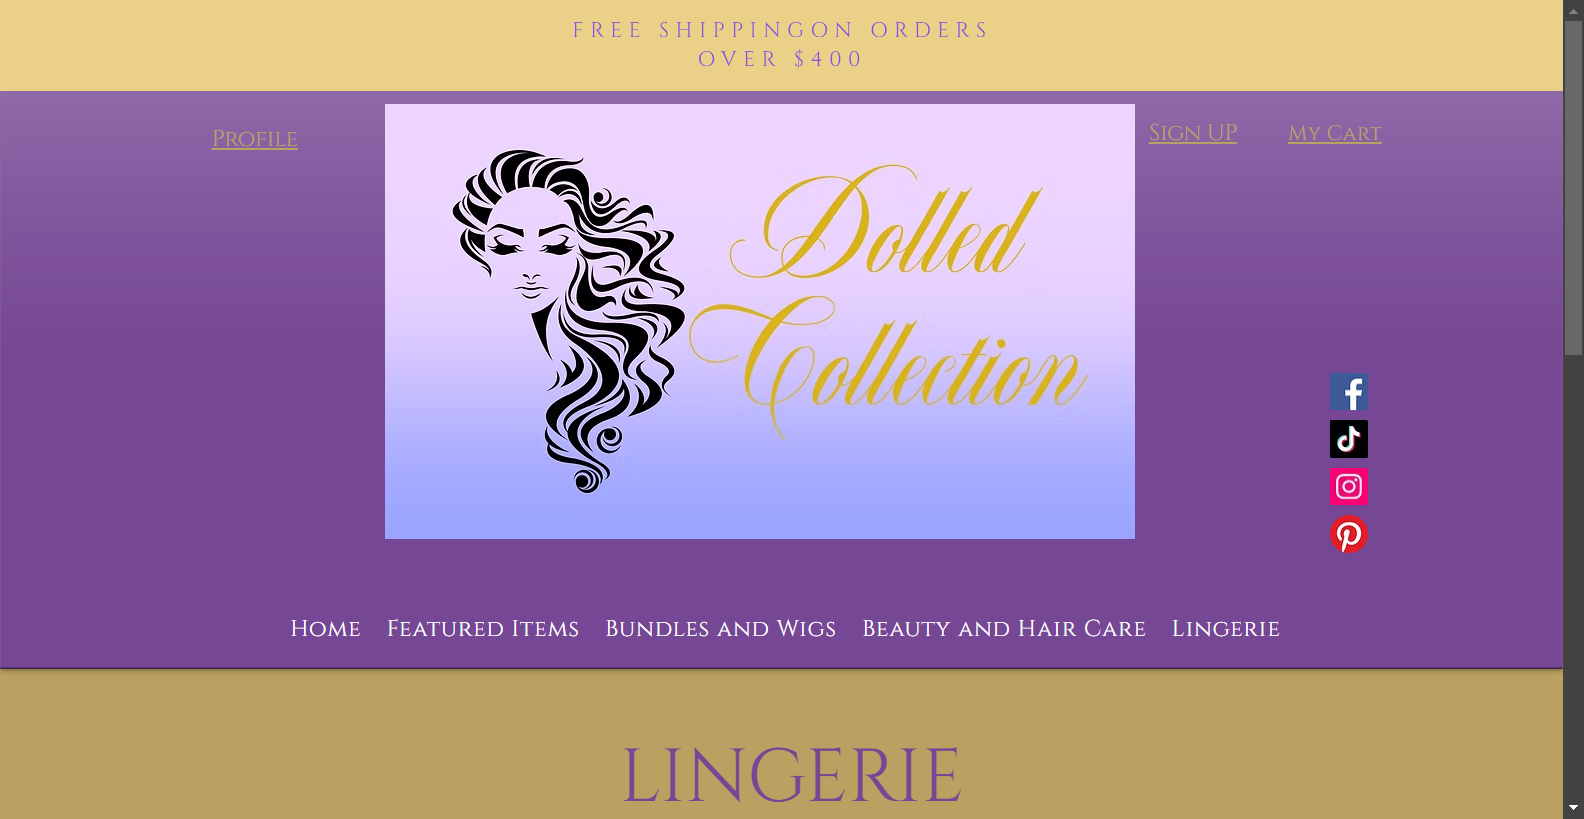 FREE SHIPPINGON ORDERS
OVER $400
Profile
Sign UP
My Cart
Dolled
Collection
Home
Featured Items
Bundles and Wigs
Beauty and Hair Care
Lingerie
LINGERIE